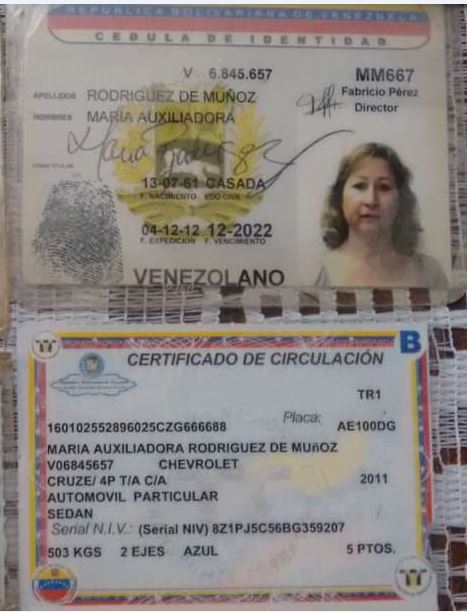 REPUBLICA BOLIVARIANA DE VENEZUELA
CEDULA DE IDENTIDAD
V 6.845.657
MM667
APELLIDOS RODRIGUEZ DE MUÑOZ
Fabricio Pérez
Director
NOMBRES MARIA AUXILIADORA
13-07-61 CASADA
F. NACIMIENTO EDO CIVIL
04-12-12 12-2022
F. EXPEDICIÓN F. VENCIMIENTO
VENEZOLANO
B
CERTIFICADO DE CIRCULACIÓN
TR1
160102552896025CZG666688 Placa: AE100DG
MARIA AUXILIADORA RODRIGUEZ DE MUñOZ
V06845657 CHEVROLET
CRUZE/ 4P T/A C/A 2011
AUTOMOVIL PARTICULAR
SEDAN
Serial N.I.V.: (Serial NIV) 8Z1PJ5C56BG359207
503 KGS 2 EJES AZUL 5 PTOS.